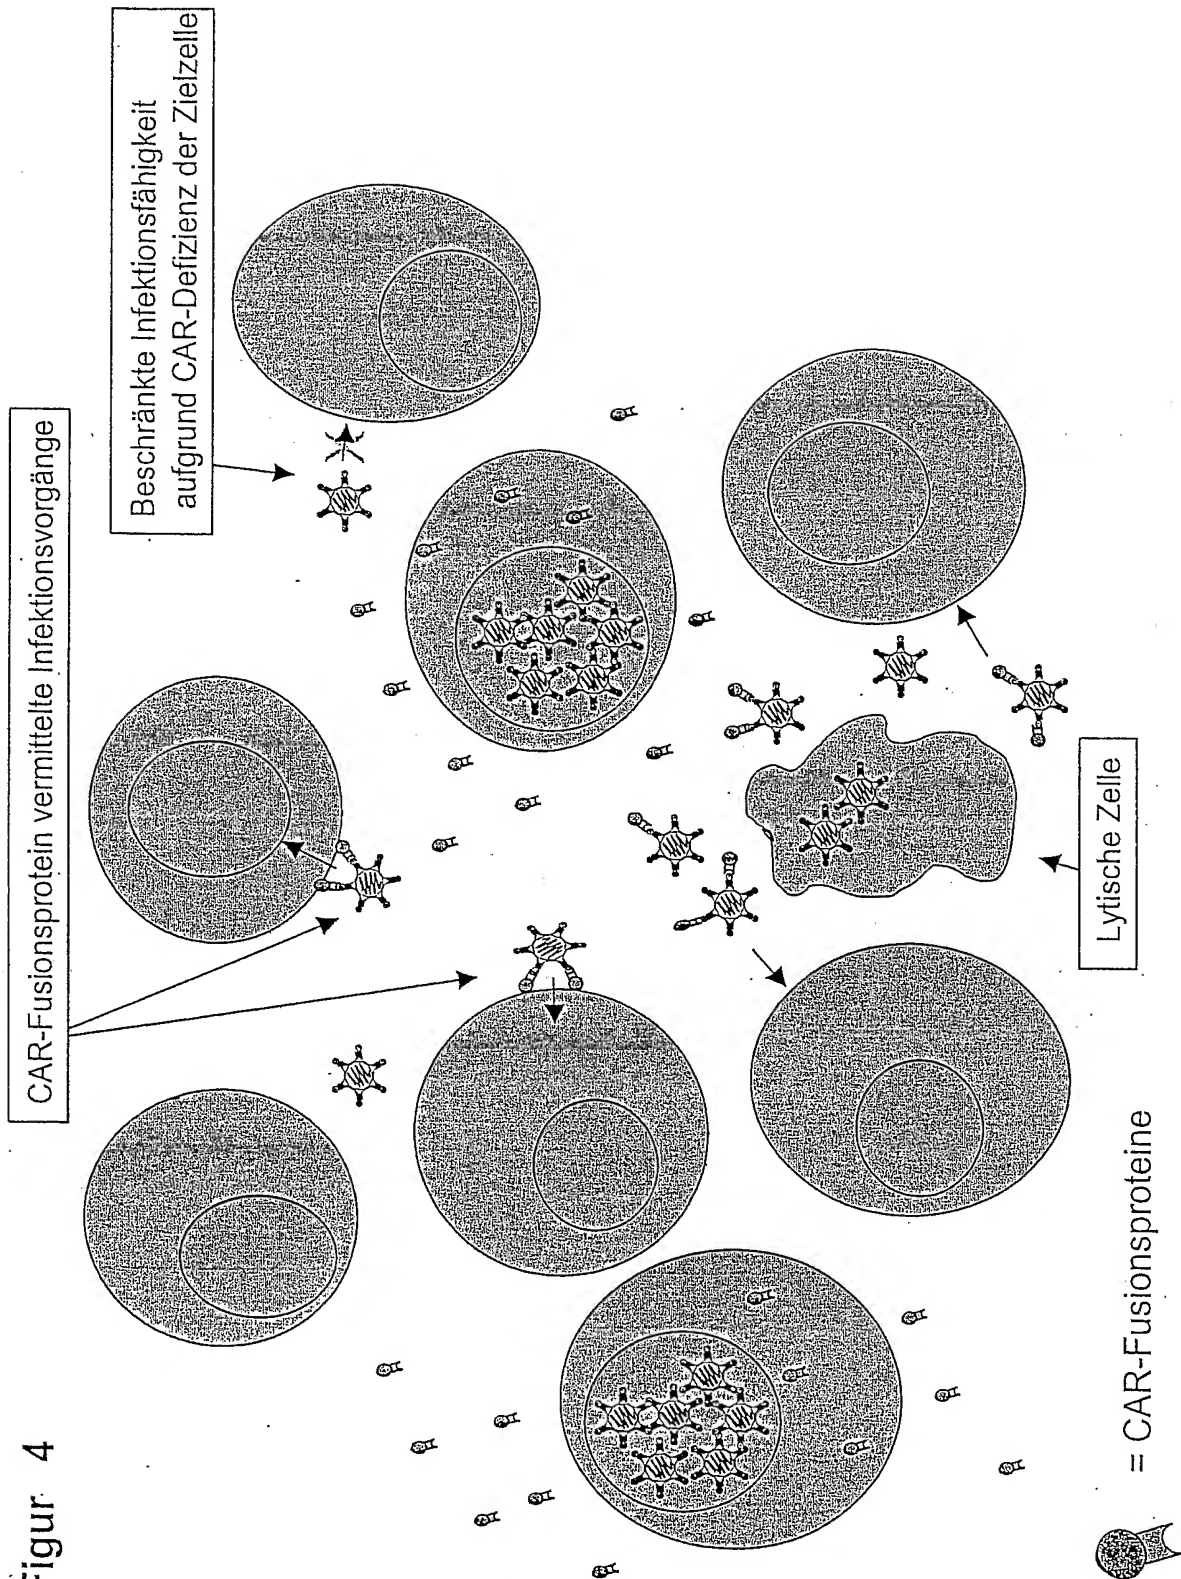 Figur 4
CAR-Fusionsprotein vermittelte Infektionsvorgänge
Beschränkte Infektionsfähigkeit
aufgrund CAR-Defizienz der Zielzelle
Lytische Zelle
= CAR-Fusionsproteine